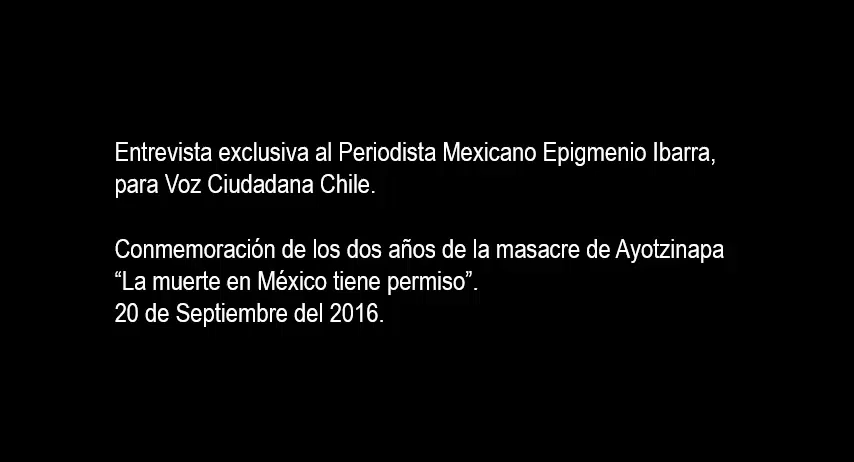 Entrevista exclusiva al Periodista Mexicano Epigmenio Ibarra,
para Voz Ciudadana Chile.
Conmemoración de los dos años de la masacre de Ayotzinapa
“La muerte en México tiene permiso”.
20 de Septiembre del 2016.